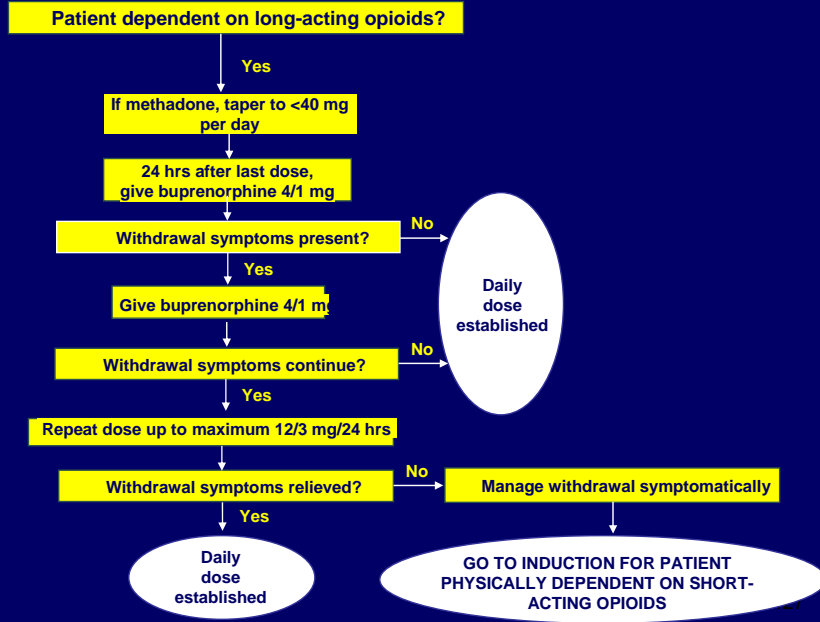 Patient dependent on long-acting opioids?
Yes
If methadone, taper to <40 mg
per day
24 hrs after last dose,
give buprenorphine 4/1 mg
Withdrawal symptoms present?
No
Yes
Daily
dose
established
Give buprenorphine 4/1 mg
Withdrawal symptoms continue?
No
Yes
Repeat dose up to maximum 12/3 mg/24 hrs
Withdrawal symptoms relieved?
No
Manage withdrawal symptomatically
Yes
Daily
dose
established
GO TO INDUCTION FOR PATIENT
PHYSICALLY DEPENDENT ON SHORT-
ACTING OPIOIDS